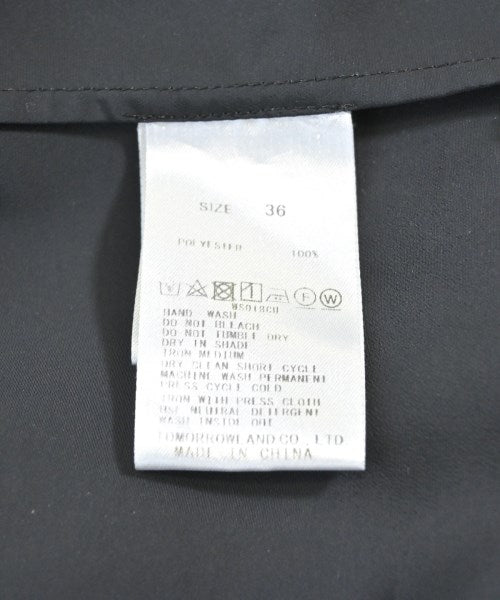 SIZE 36
POLYESTER 100%
F W
HAND WASH
DO NOT BLEACH
DO NOT TUMBLE DRY
DRY IN SHADE
IRON MEDIUM
DRY CLEAN SHORT CYCLE
MACHINE WASH PERMANENT
PRESS CYCLE COLD
IRON WITH PRESS CLOTH
USE NEUTRAL DETERGENT
WASH INSIDE OUT
TOMORROWLAND CO., LTD
MADE IN CHINA